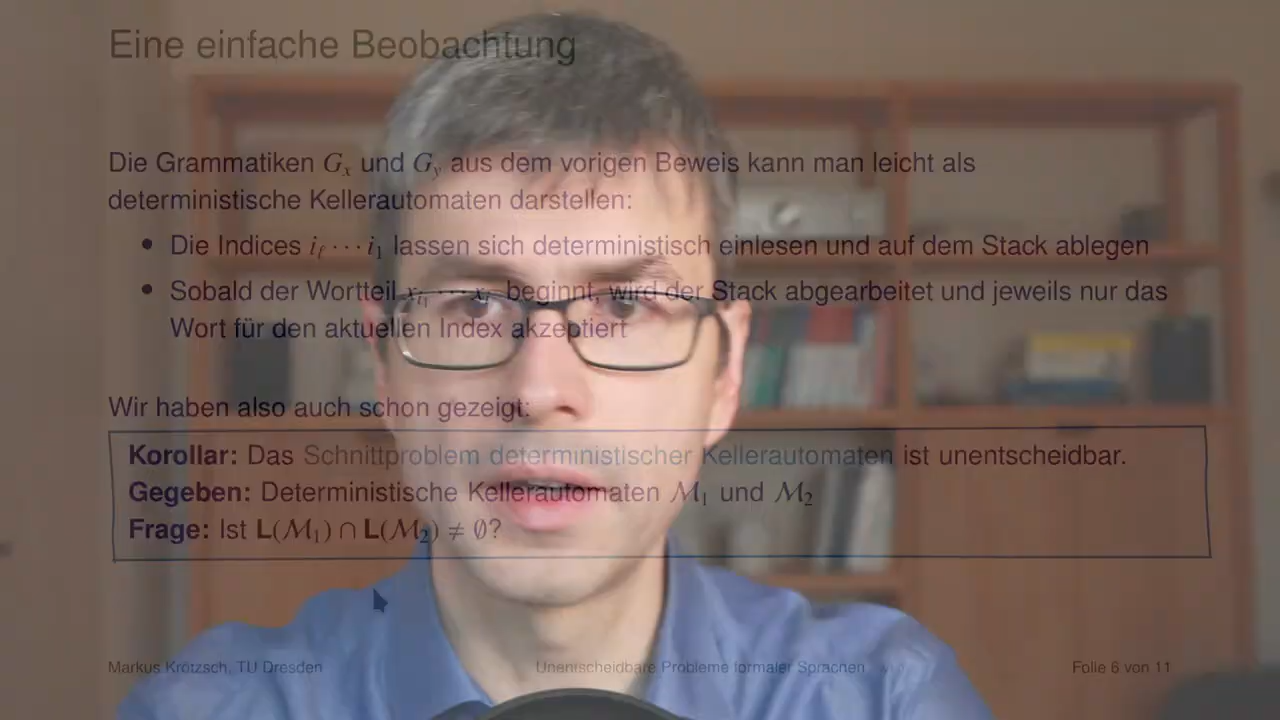 Eine einfache Beobachtung
Die Grammatiken Gₓ und Gᵧ aus dem vorigen Beweis kann man leicht als
deterministische Kellerautomaten darstellen:
• Die Indices i_ℓ ··· i₁ lassen sich deterministisch einlesen und auf dem Stack ablegen
• Sobald der Wortteil x_{i₁} ··· x beginnt, wird der Stack abgearbeitet und jeweils nur das
Wort für den aktuellen Index akzeptiert
Wir haben also auch schon gezeigt:
Korollar: Das Schnittproblem deterministischer Kellerautomaten ist unentscheidbar.
Gegeben: Deterministische Kellerautomaten M₁ und M₂
Frage: Ist L(M₁) ∩ L(M₂) ≠ ∅?
Markus Krötzsch, TU Dresden Unentscheidbare Probleme formaler Sprachen Folie 6 von 11